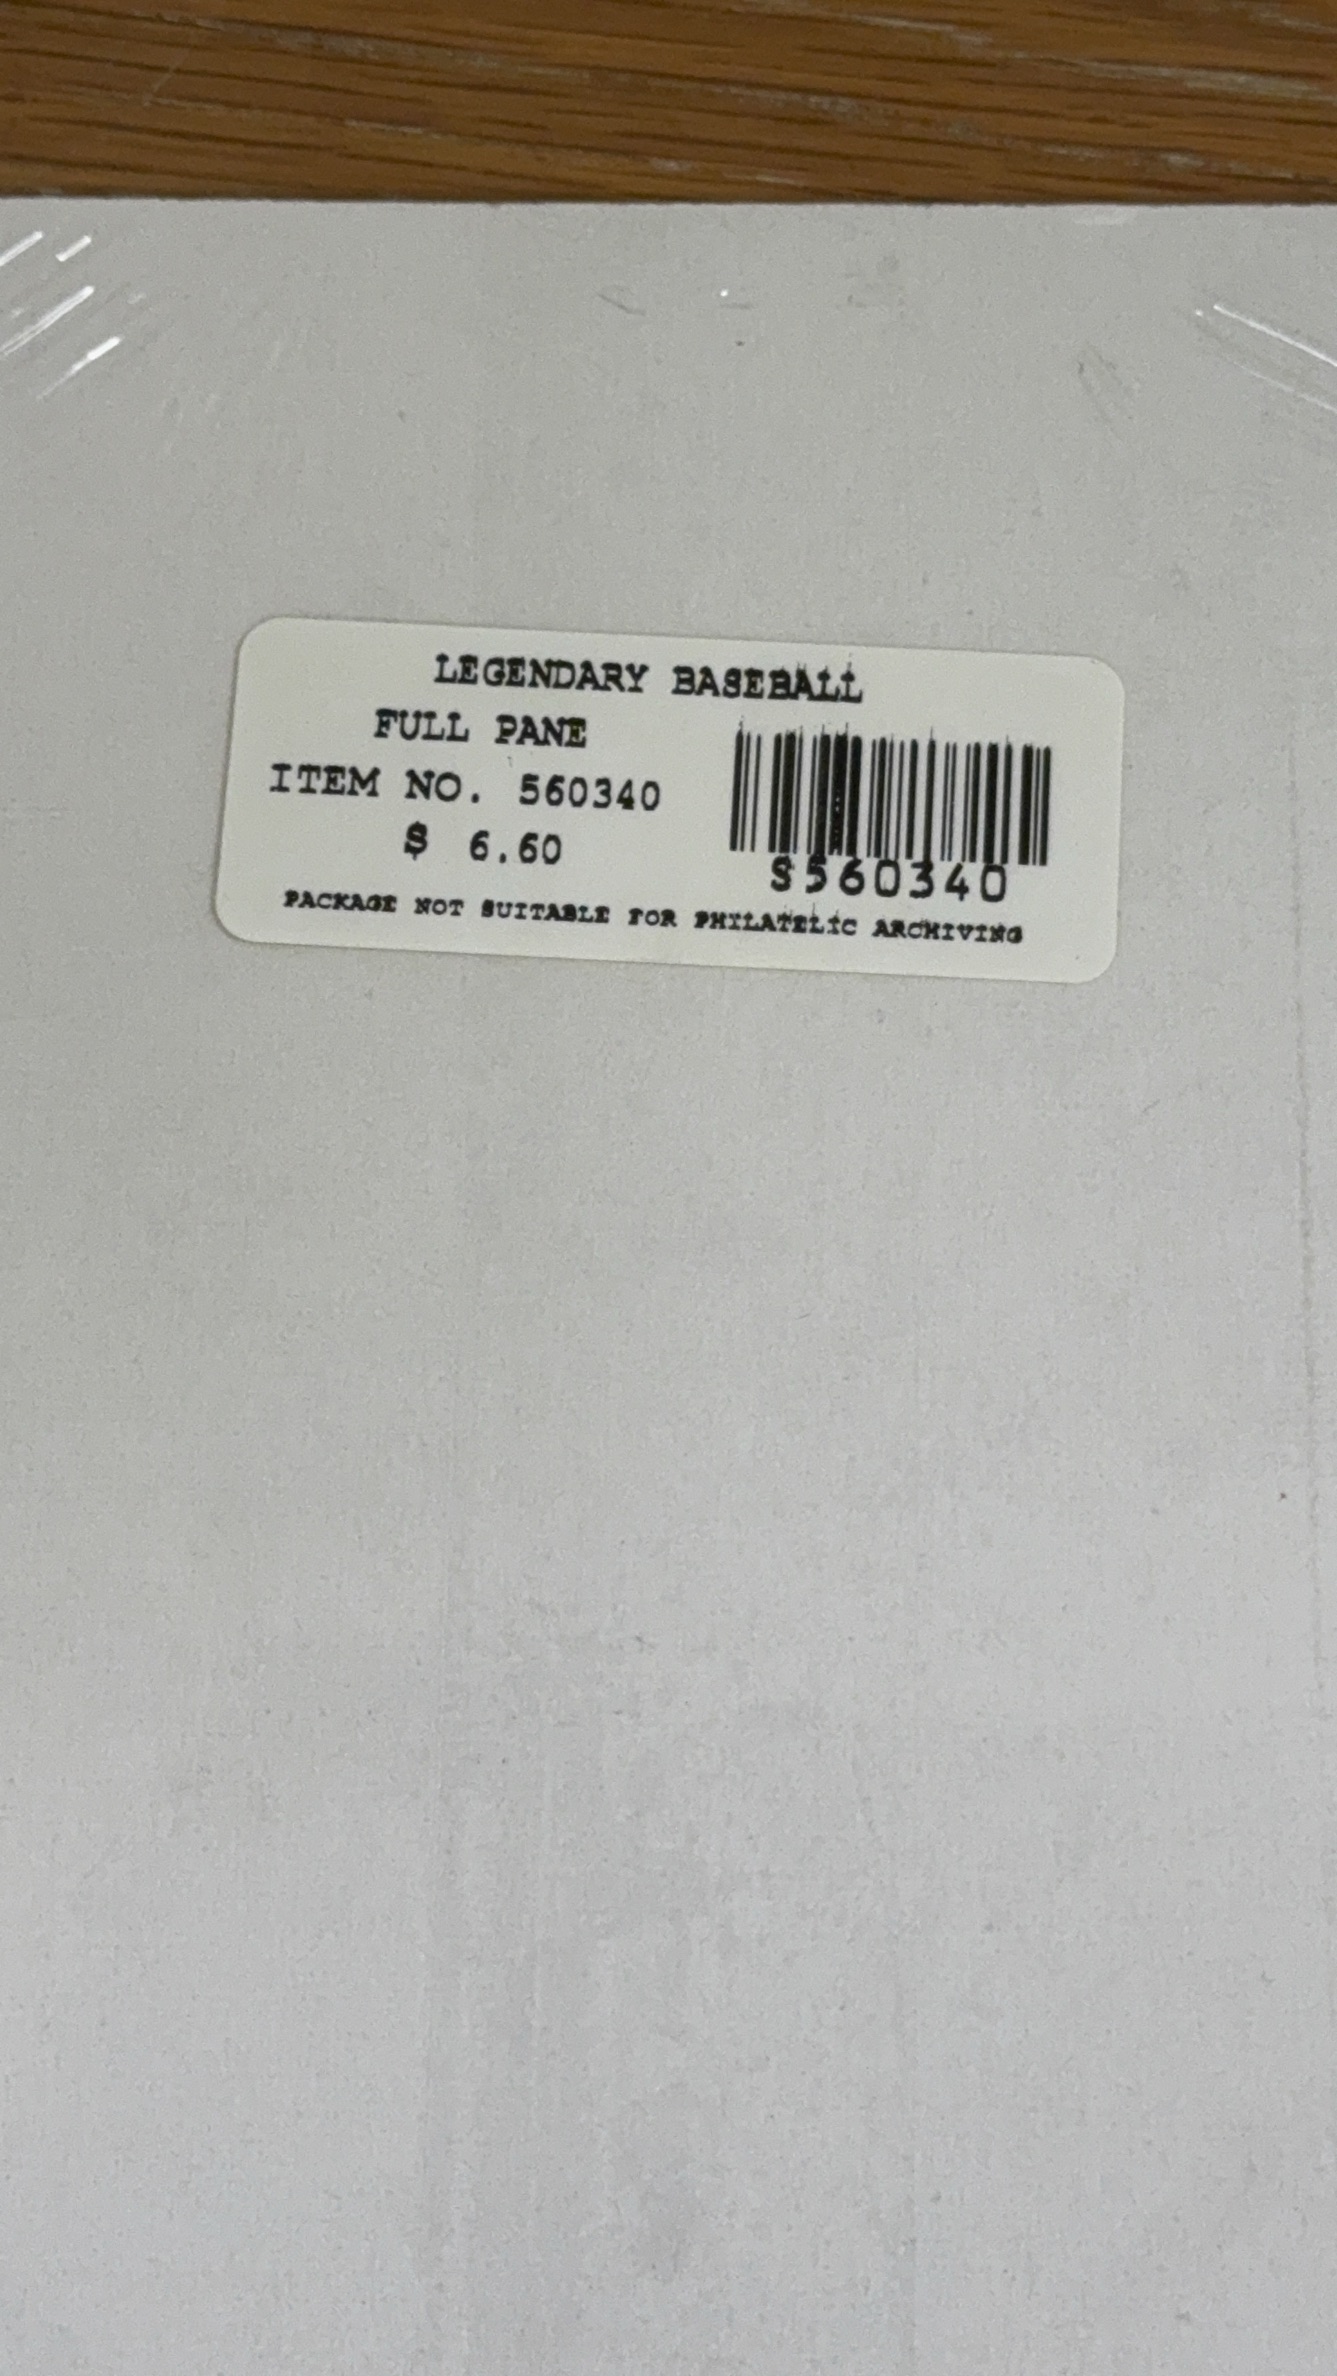 LEGENDARY BASEBALL
FULL PANE
ITEM NO. 560340
$ 6.60
S560340
PACKAGE NOT SUITABLE FOR PHILATELIC ARCHIVING